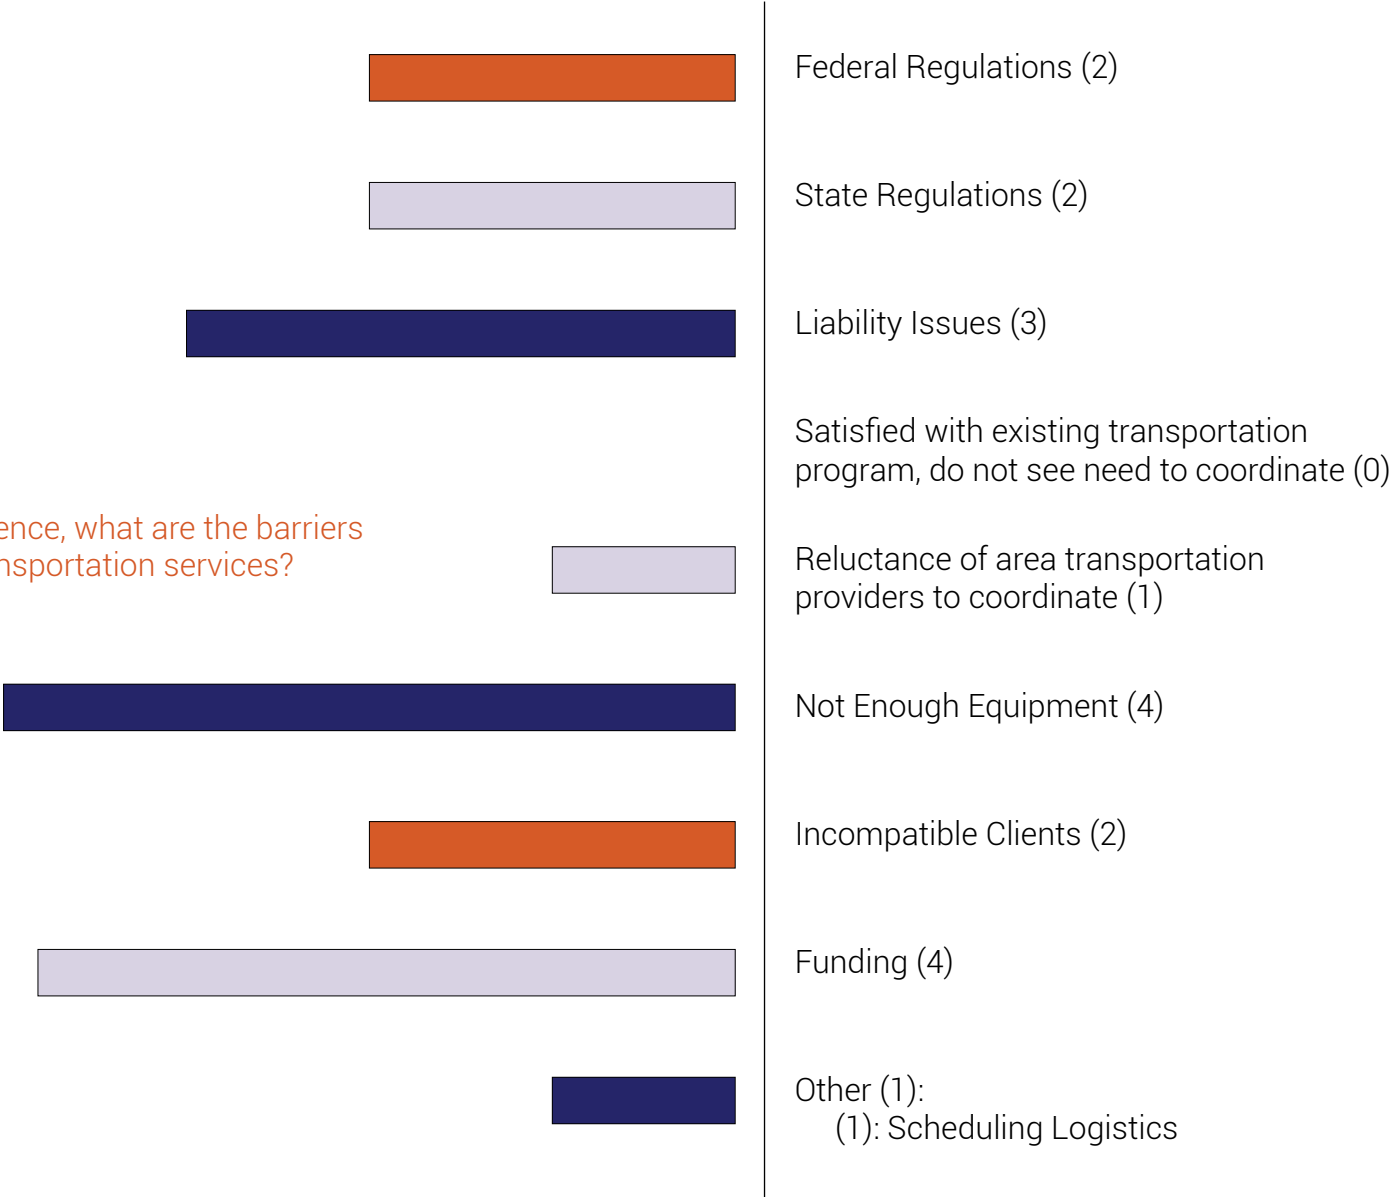 Federal Regulations (2)
State Regulations (2)
Liability Issues (3)
Satisfied with existing transportation
program, do not see need to coordinate (0)
what are the barriers
services?
Reluctance of area transportation
providers to coordinate (1)
Not Enough Equipment (4)
Incompatible Clients (2)
Funding (4)
Other (1):
(1): Scheduling Logistics